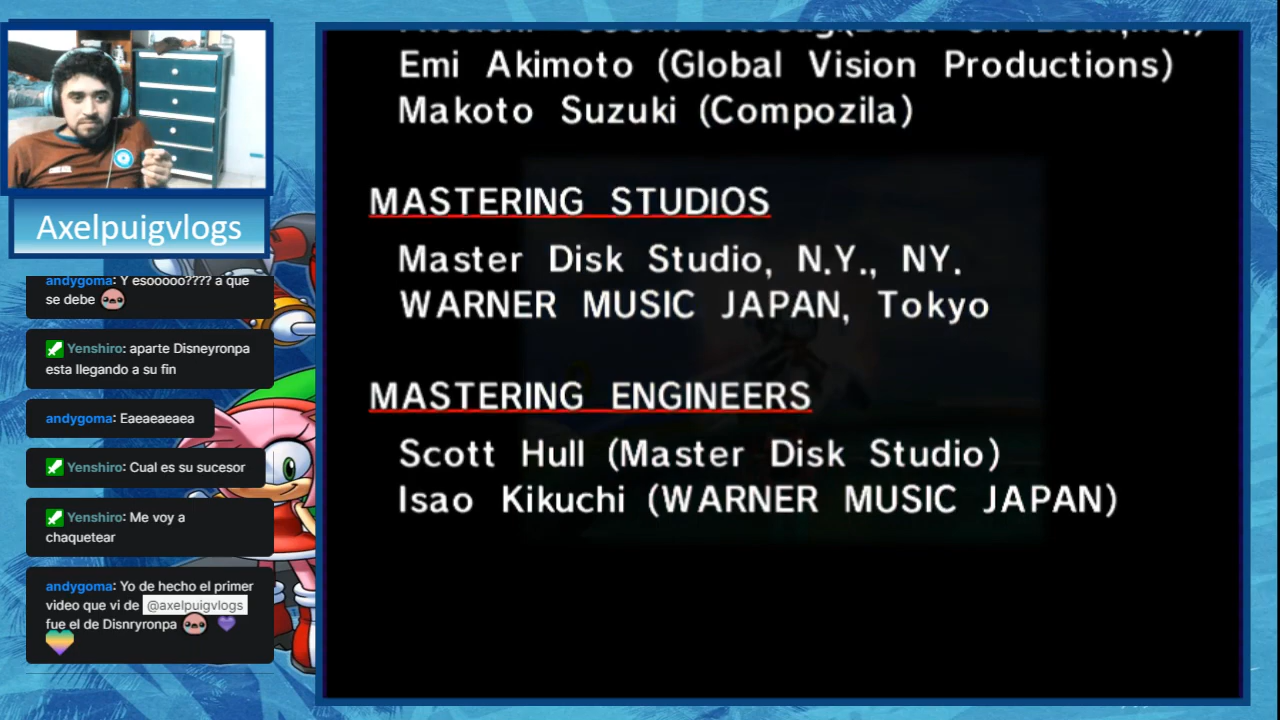 Axelpuigvlogs
andygoma: Y esooooo???? a que
se debe
Yenshiro: aparte Disneyronpa
esta llegando a su fin
andygoma: Eaeaeaeaea
Yenshiro: Cual es su sucesor
Yenshiro: Me voy a
chaquetear
andygoma: Yo de hecho el primer
video que vi de @axelpuigvlogs
fue el de Disnryronpa
Emi Akimoto (Global Vision Productions)
Makoto Suzuki (Compozila)
MASTERING STUDIOS
Master Disk Studio, N.Y., NY.
WARNER MUSIC JAPAN, Tokyo
MASTERING ENGINEERS
Scott Hull (Master Disk Studio)
Isao Kikuchi (WARNER MUSIC JAPAN)